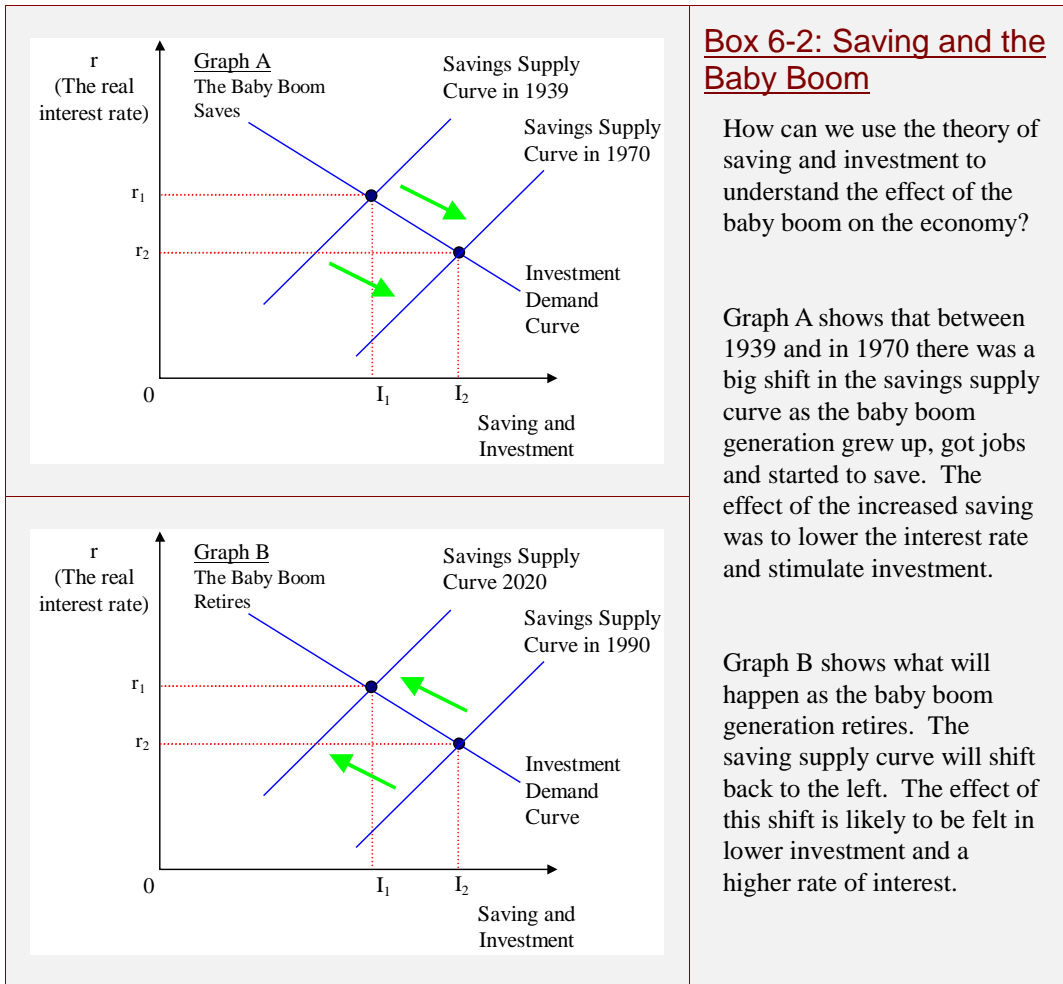 r
(The real
interest rate)
Graph A
The Baby Boom
Saves
Savings Supply
Curve in 1939
Savings Supply
Curve in 1970
r1
r2
Investment
Demand
Curve
0
I1
I2
Saving and
Investment
r
(The real
interest rate)
Graph B
The Baby Boom
Retires
Savings Supply
Curve 2020
Savings Supply
Curve in 1990
r1
r2
Investment
Demand
Curve
0
I1
I2
Saving and
Investment
Box 6-2: Saving and the
Baby Boom
How can we use the theory of
saving and investment to
understand the effect of the
baby boom on the economy?
Graph A shows that between
1939 and in 1970 there was a
big shift in the savings supply
curve as the baby boom
generation grew up, got jobs
and started to save.  The
effect of the increased saving
was to lower the interest rate
and stimulate investment.
Graph B shows what will
happen as the baby boom
generation retires.  The
saving supply curve will shift
back to the left.  The effect of
this shift is likely to be felt in
lower investment and a
higher rate of interest.